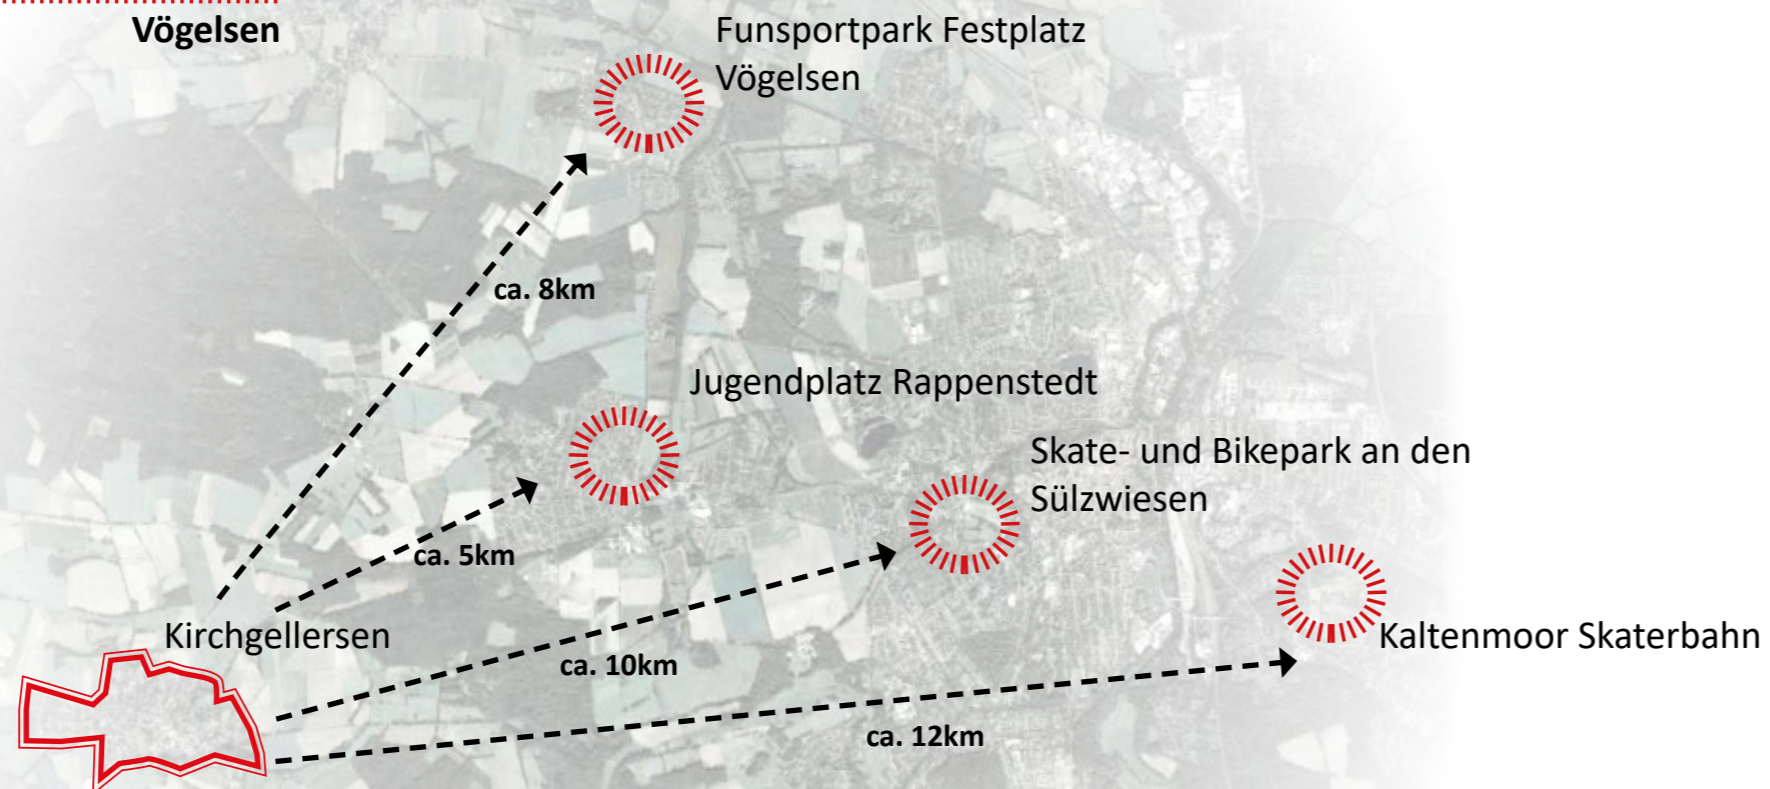 Vögelsen
Funsportpark Festplatz
Vögelsen
ca. 8km
Jugendplatz Rappenstedt
Skate- und Bikepark an den
Sülzwiesen
ca. 5km
Kirchgellersen
Kaltenmoor Skaterbahn
ca. 10km
ca. 12km